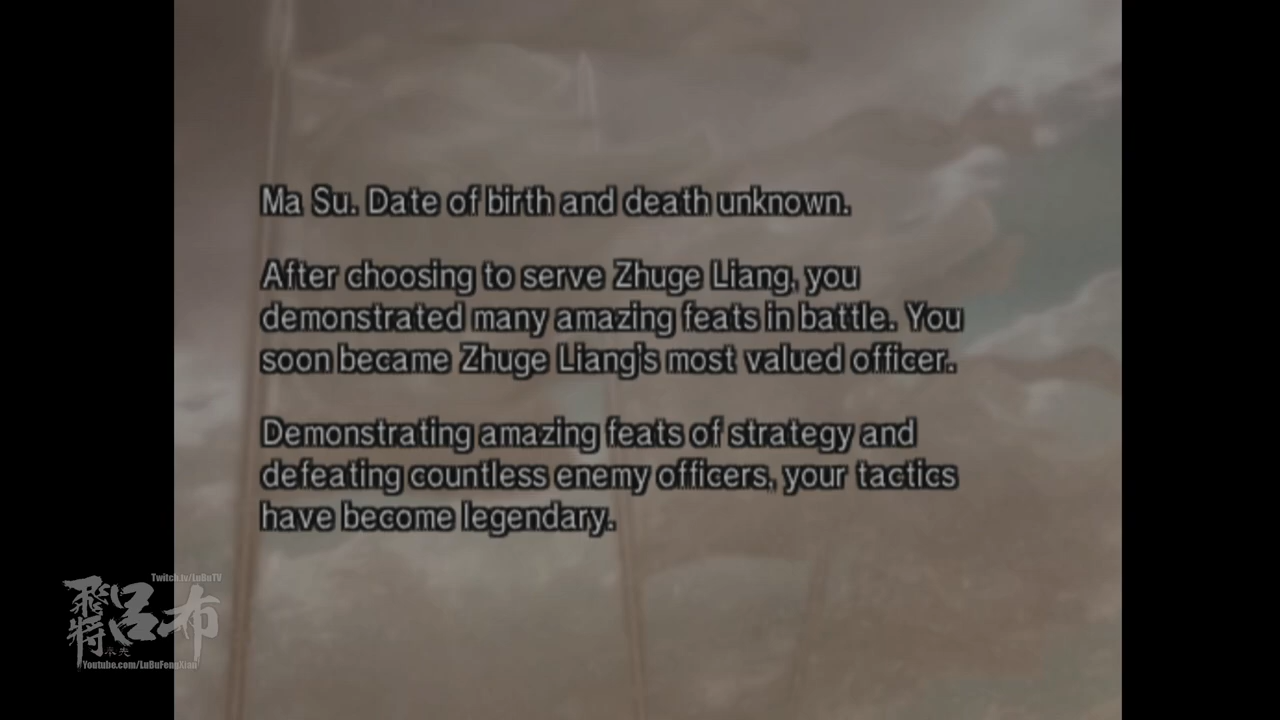 Ma Su. Date of birth and death unknown.
After choosing to serve Zhuge Liang, you
demonstrated many amazing feats in battle. You
soon became Zhuge Liang's most valued officer.
Demonstrating amazing feats of strategy and
defeating countless enemy officers, your tactics
have become legendary.
Twitch.tv/LuBuTV
飛將
呂布
奉先
Youtube.com/LuBuFengXian